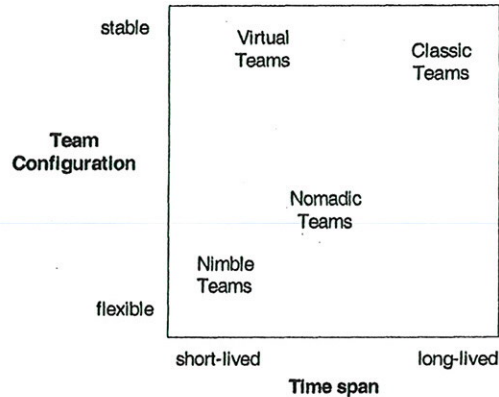 stable
Virtual
Teams
Classic
Teams
Team
Configuration
Nomadic
Teams
Nimble
Teams
flexible
short-lived
long-lived
Time span